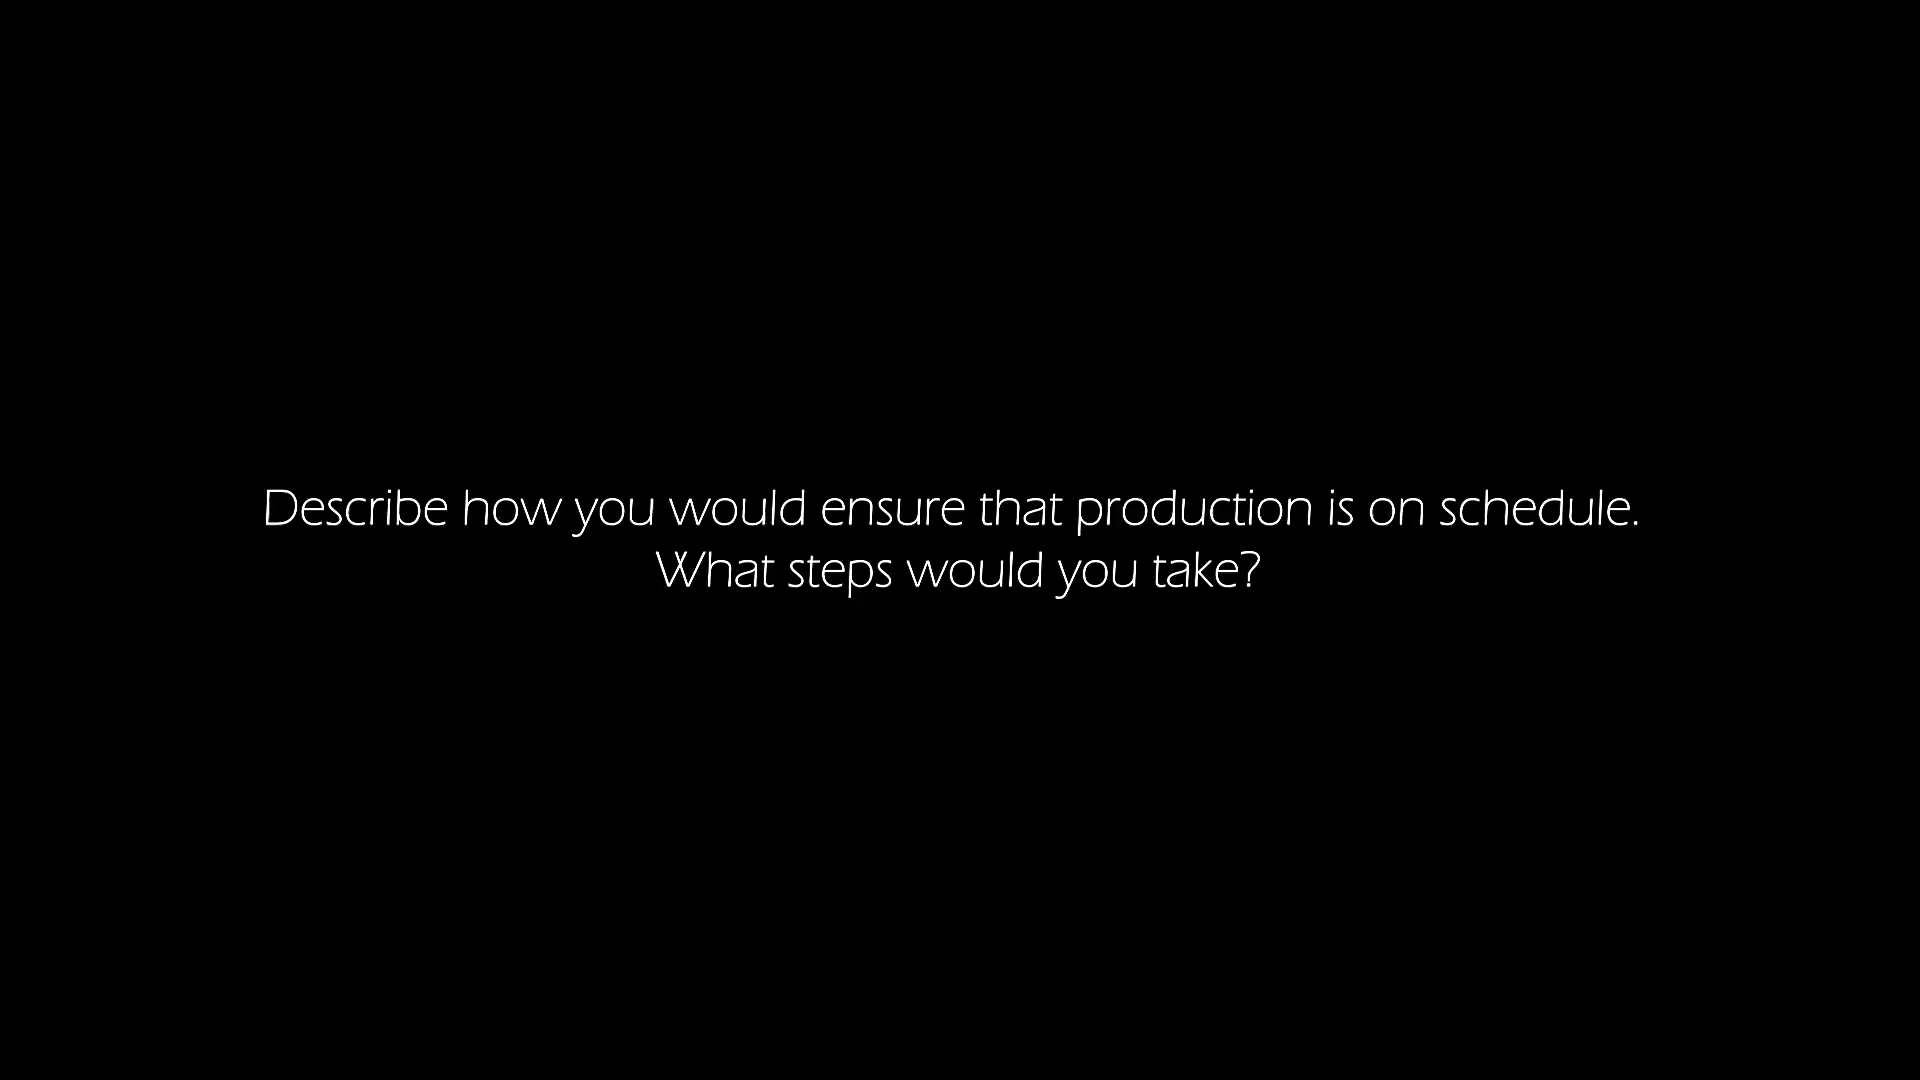 Describe how you would ensure that production is on schedule.
What steps would you take?